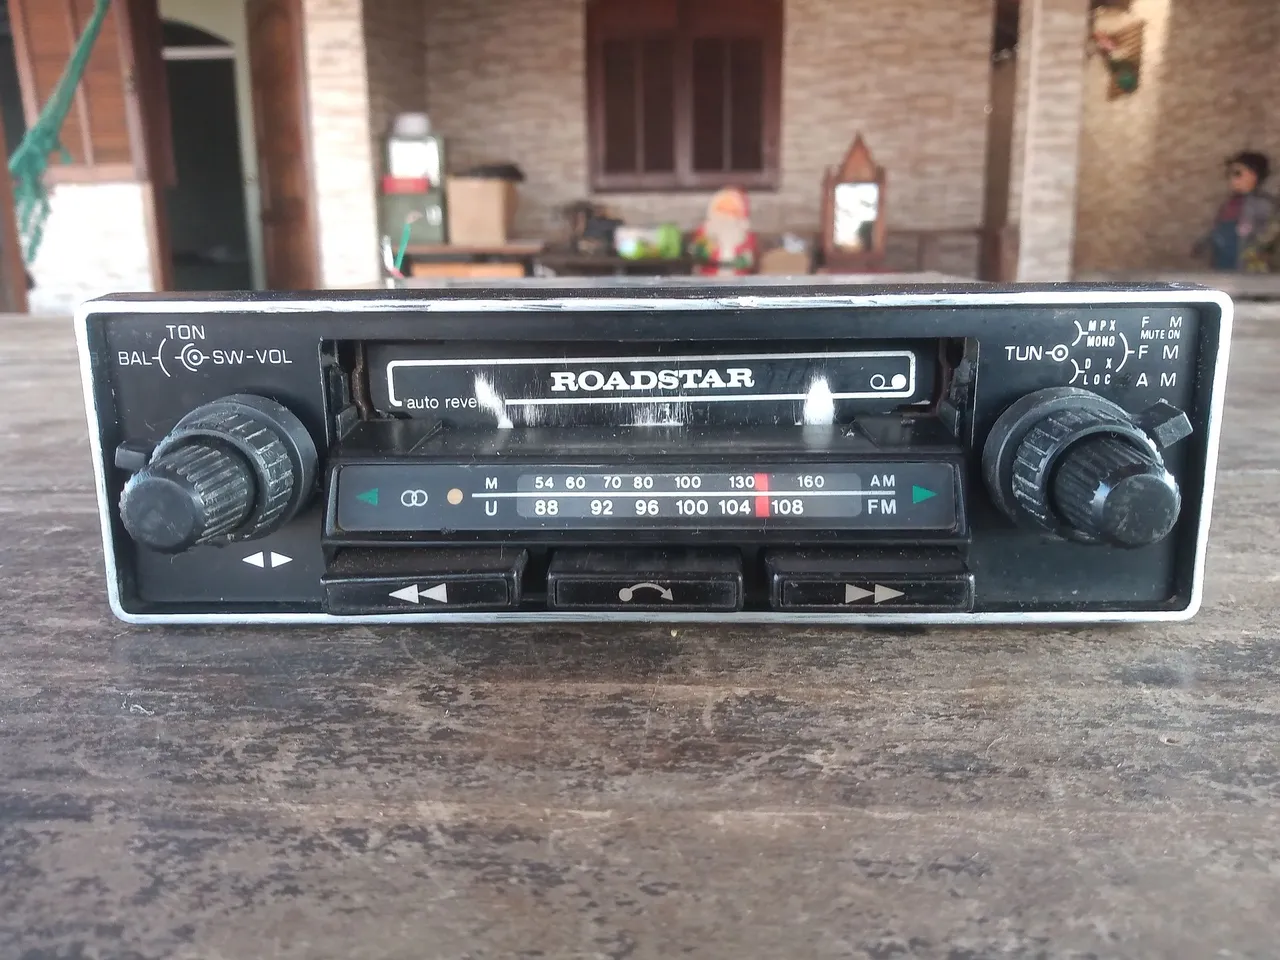 TON
BAL SW-VOL
ROADSTAR
auto reve
TUN
MPX
MONO
DX
LOC
FM
MUTE ON
FM
AM
M 54 60 70 80 100 130 160 AM
U 88 92 96 100 104 108 FM